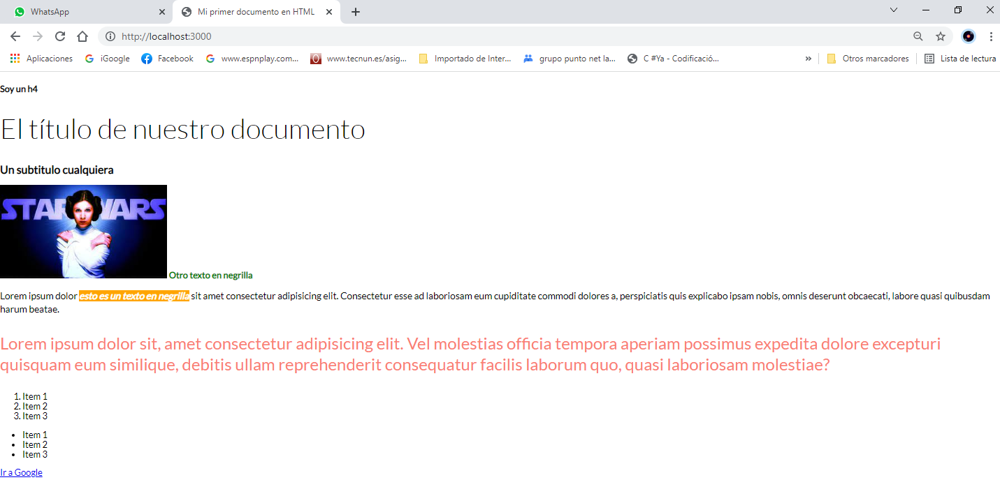 WhatsApp
Mi primer documento en HTML
http://localhost:3000
Aplicaciones
iGoogle
Facebook
www.espnplay.com...
www.tecnun.es/asig...
Importado de Inter...
grupo punto net la...
C #Ya - Codificació...
»
Otros marcadores
Lista de lectura
Soy un h4
El título de nuestro documento
Un subtitulo cualquiera
STAR WARS
Otro texto en negrilla
Lorem ipsum dolor esto es un texto en negrilla sit amet consectetur adipisicing elit. Consectetur esse ad laboriosam eum cupiditate commodi dolores a, perspiciatis quis explicabo ipsam nobis, omnis deserunt obcaecati, labore quasi quibusdam
harum beatae.
Lorem ipsum dolor sit, amet consectetur adipisicing elit. Vel molestias officia tempora aperiam possimus expedita dolore excepturi
quisquam eum similique, debitis ullam reprehenderit consequatur facilis laborum quo, quasi laboriosam molestiae?
1. Item 1
2. Item 2
3. Item 3
• Item 1
• Item 2
• Item 3
Ir a Google